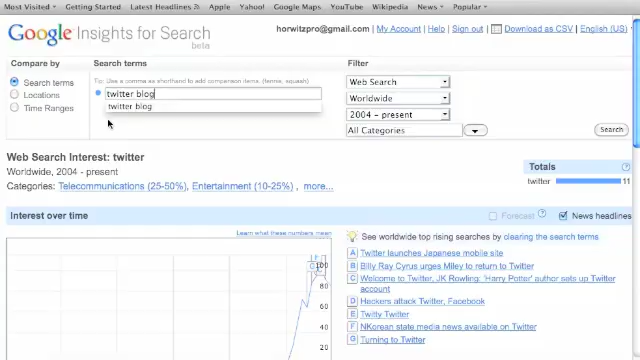 Most Visited Getting Started Latest Headlines Apple Yahoo! Google Maps YouTube Wikipedia News Popular
horwitzpro@gmail.com | My Account | Help | Sign out | Download as CSV | English (US)
Google Insights for Search
beta
Compare by
Search terms
Locations
Time Ranges
Search terms
Tip: Use a comma as shorthand to add comparison items. (tennis, squash)
twitter blog
twitter blog
Filter
Web Search
Worldwide
2004 - present
All Categories
Search
Web Search Interest: twitter
Worldwide, 2004 - present
Categories: Telecommunications (25-50%), Entertainment (10-25%), more...
Totals ?
twitter 11
Interest over time
Forecast ? News headlines
Learn what these numbers mean
100
80
60
40
20
See worldwide top rising searches by clearing the search terms
A Twitter launches Japanese mobile site
B Billy Ray Cyrus urges Miley to return to Twitter
C Welcome to Twitter, JK Rowling: 'Harry Potter' author sets up Twitter
account
D Hackers attack Twitter, Facebook
E Twitty Twitter
F NKorean state media news available on Twitter
G Turning to Twitter